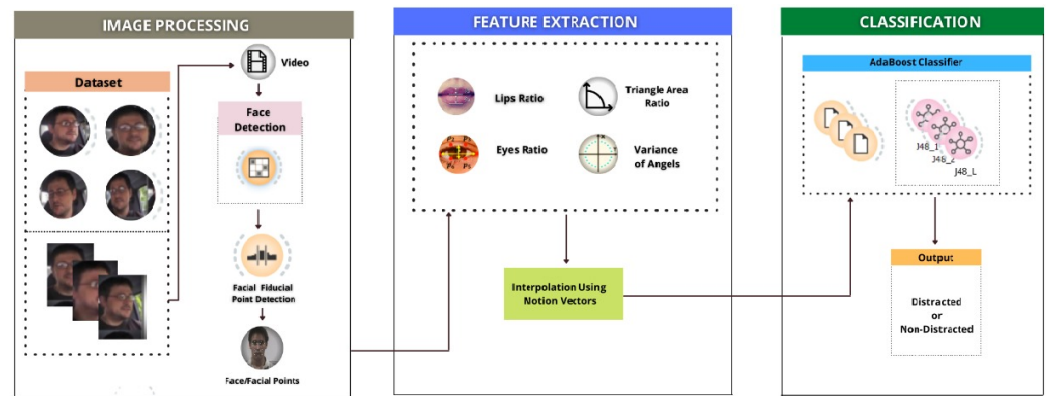 IMAGE PROCESSING
Dataset
Video
Face
Detection
Facial Fiducial
Point Detection
Face/Facial Points
FEATURE EXTRACTION
Lips Ratio
Triangle Area
Ratio
Eyes Ratio
Variance
of Angels
Interpolation Using
Notion Vectors
CLASSIFICATION
AdaBoost Classifier
J48_1
J48_2
J48_L
Output
Distracted
or
Non-Distracted